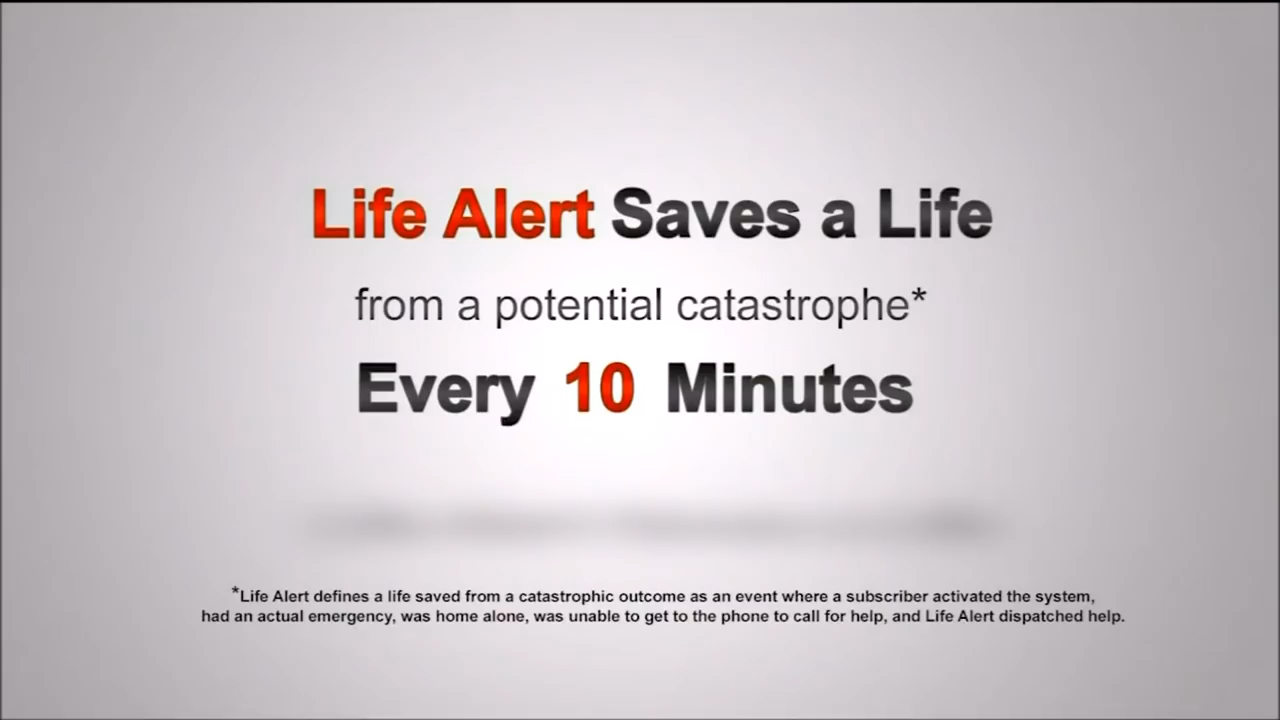 Life Alert Saves a Life
from a potential catastrophe*
Every 10 Minutes
*Life Alert defines a life saved from a catastrophic outcome as an event where a subscriber activated the system,
had an actual emergency, was home alone, was unable to get to the phone to call for help, and Life Alert dispatched help.